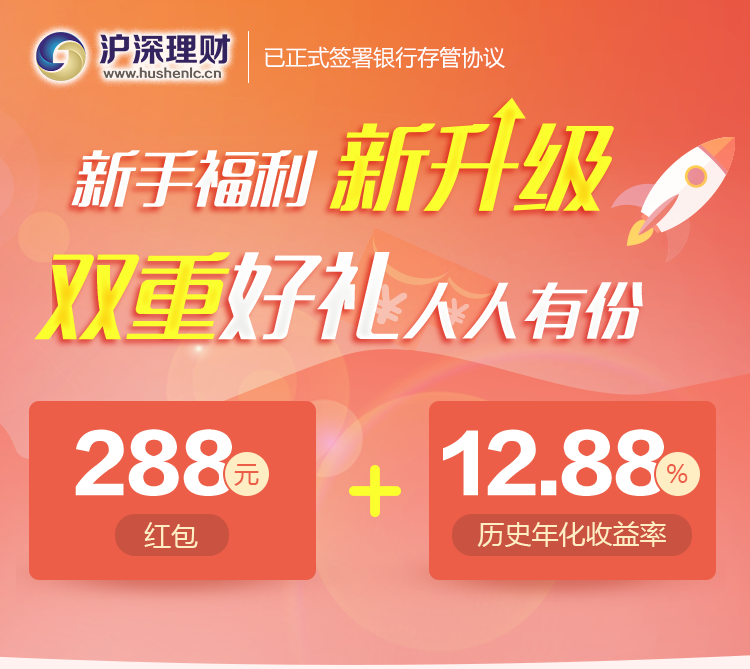 沪深理财
www.hushenlc.cn
已正式签署银行存管协议
新手福利 新升级
双重好礼人人有份
288元
红包
+
12.88%
历史年化收益率